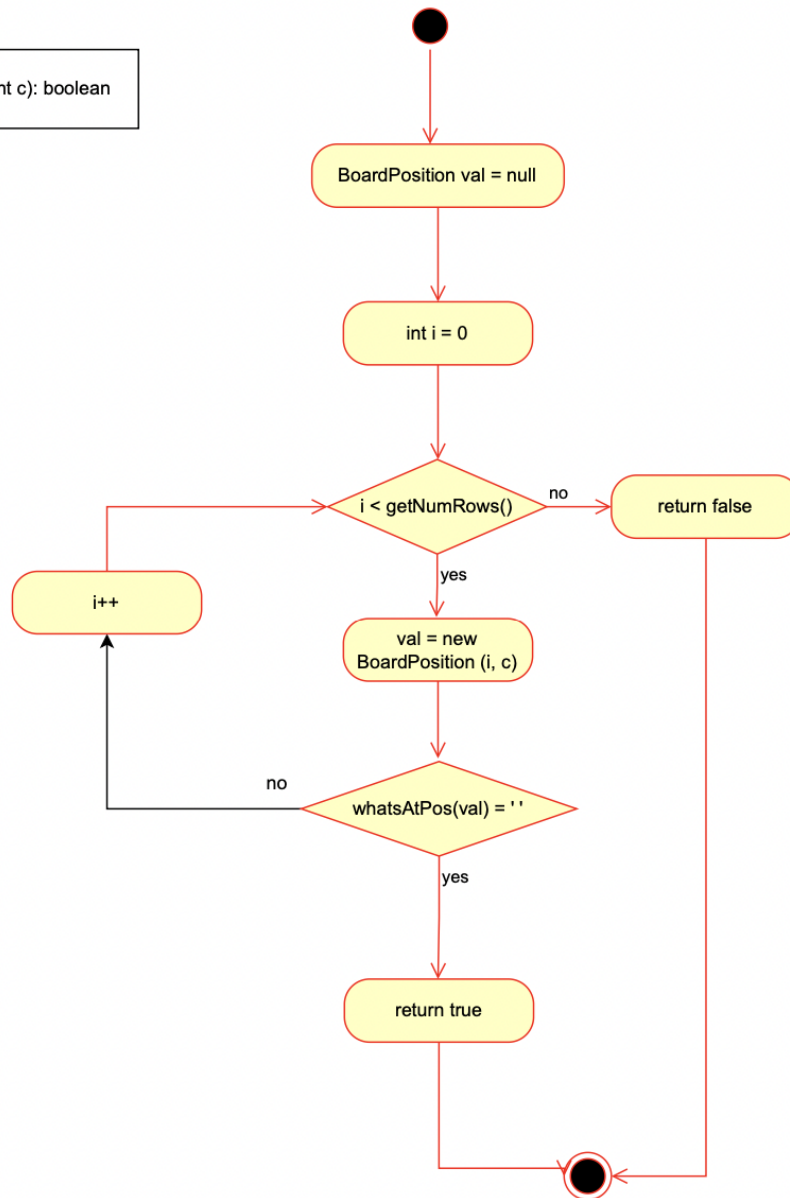 c): boolean
BoardPosition val = null
int i = 0
i < getNumRows()
no
return false
yes
i++
val = new
BoardPosition (i, c)
no
whatsAtPos(val) = ' '
yes
return true